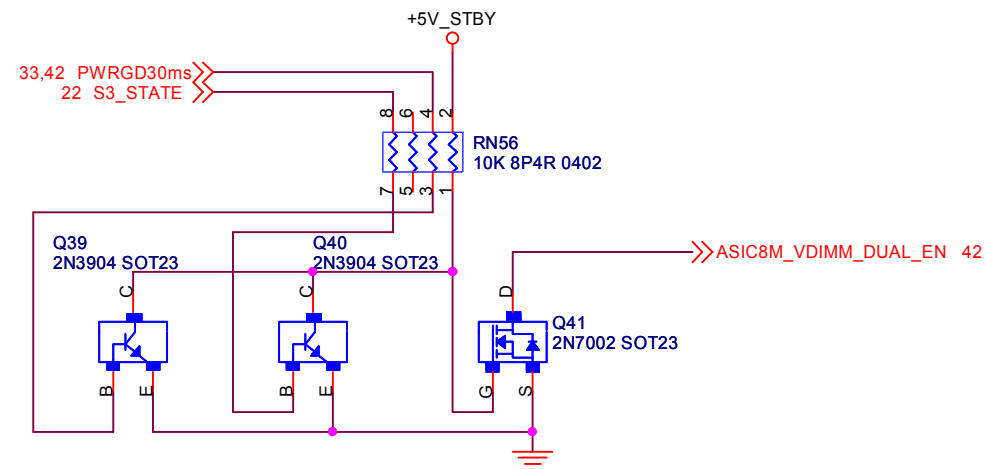 +5V_STBY
33,42 PWRGD30ms
22 S3_STATE
8 6 4 2
RN56
10K 8P4R 0402
7 5 3 1
Q39
2N3904 SOT23
Q40
2N3904 SOT23
ASIC8M_VDIMM_DUAL_EN 42
C
C
D
Q41
2N7002 SOT23
B E
B E
G S